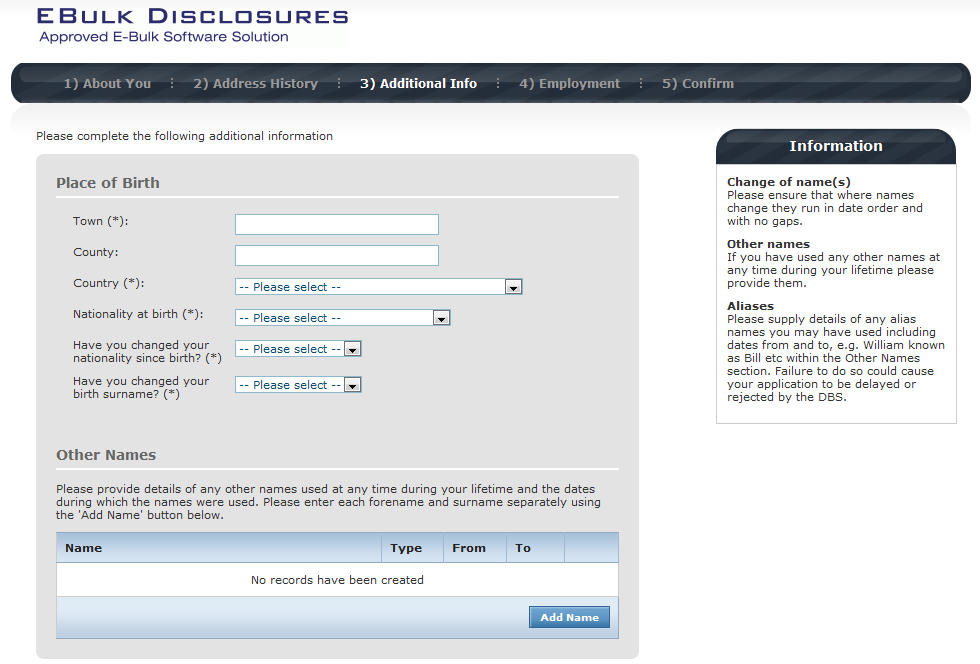 EBULK DISCLOSURES
Approved E-Bulk Software Solution
1) About You
2) Address History
3) Additional Info
4) Employment
5) Confirm
Please complete the following additional information
Place of Birth
Town (*):
County:
Country (*):
-- Please select --
Nationality at birth (*):
-- Please select --
Have you changed your
nationality since birth? (*)
-- Please select --
Have you changed your
birth surname? (*)
-- Please select --
Other Names
Please provide details of any other names used at any time during your lifetime and the dates
during which the names were used. Please enter each forename and surname separately using
the 'Add Name' button below.
Name Type From To
No records have been created
Add Name
Information
Change of name(s)
Please ensure that where names
change they run in date order and
with no gaps.
Other names
If you have used any other names at
any time during your lifetime please
provide them.
Aliases
Please supply details of any alias
names you may have used including
dates from and to, e.g. William known
as Bill etc within the Other Names
section. Failure to do so could cause
your application to be delayed or
rejected by the DBS.